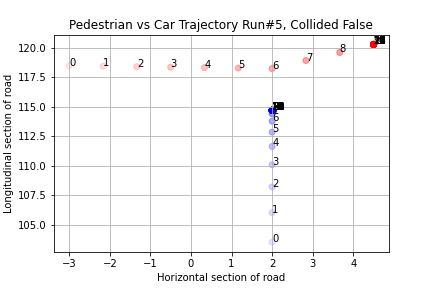 Pedestrian vs Car Trajectory Run#5, Collided False
120.0
117.5
115.0
112.5
110.0
107.5
105.0
Longitudinal section of road
0 1 2 3 4 5 6 7 8
6
5
4
3
2
1
0
−3 −2 −1 0 1 2 3 4
Horizontal section of road